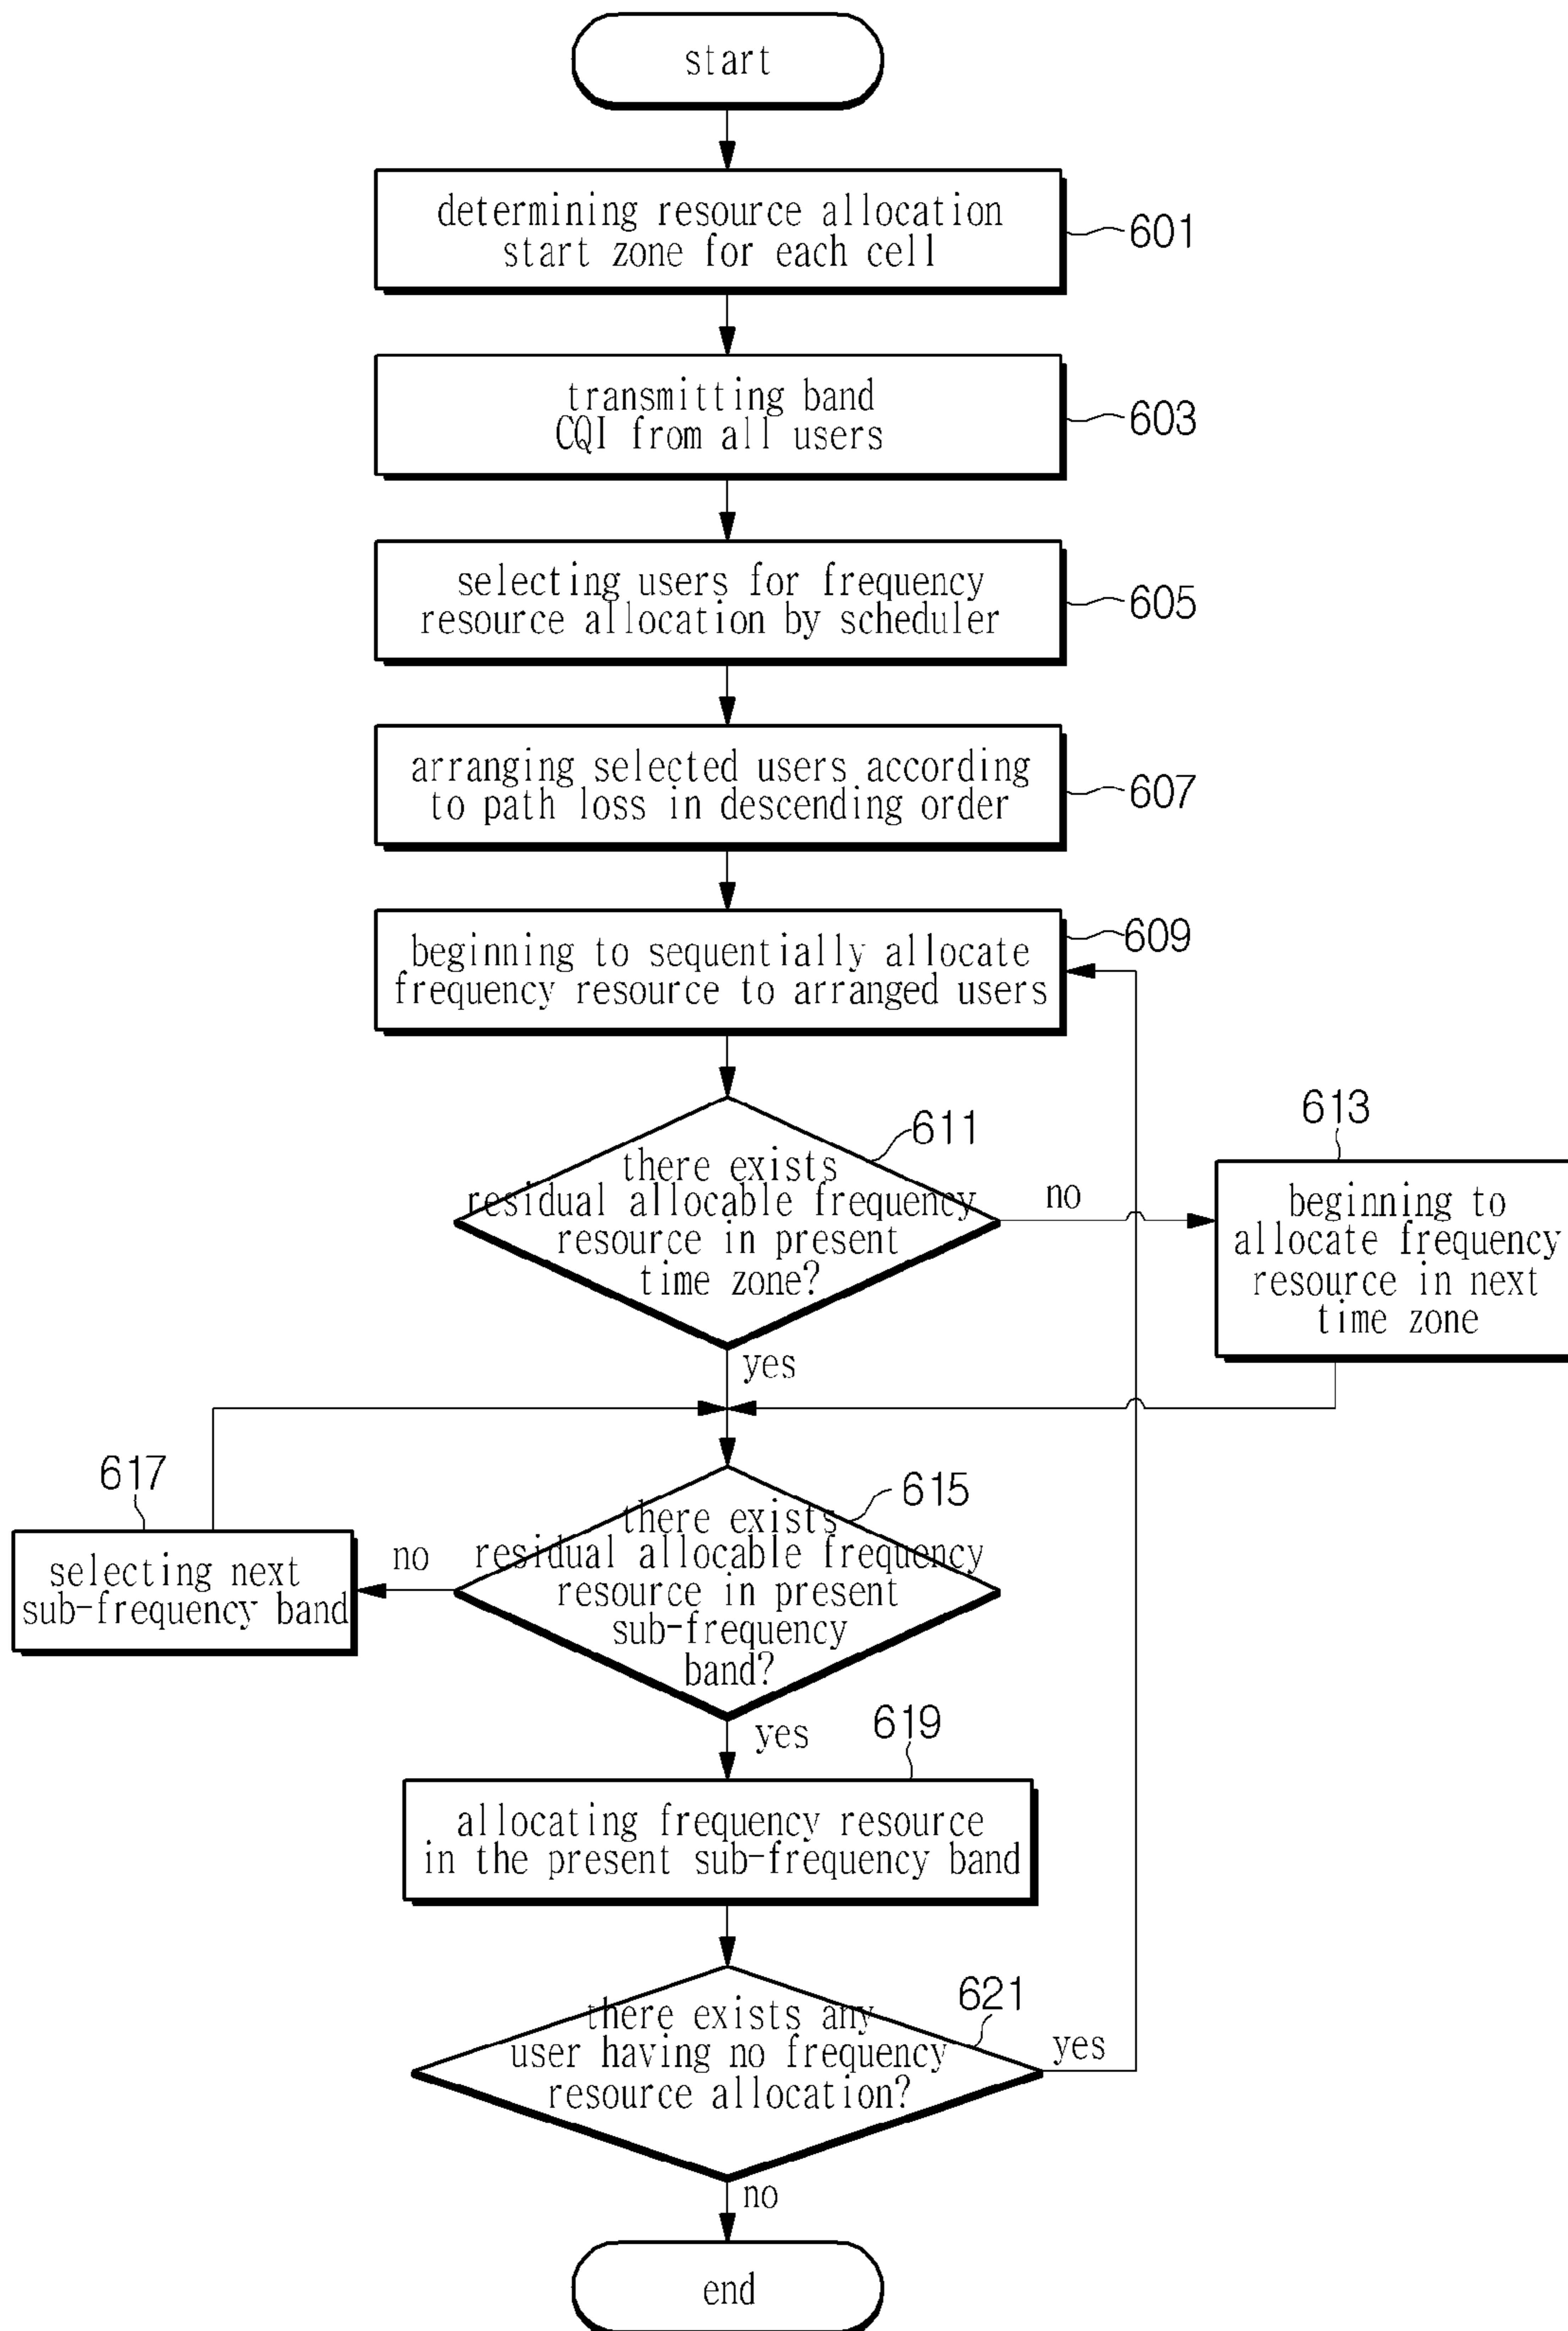 start
determining resource allocation
start zone for each cell
601
transmitting band
CQI from all users
603
selecting users for frequency
resource allocation by scheduler
605
arranging selected users according
to path loss in descending order
607
beginning to sequentially allocate
frequency resource to arranged users
609
there exists
residual allocable frequency
resource in present
time zone?
611
no
613
beginning to
allocate frequency
resource in next
time zone
yes
617
selecting next
sub-frequency band
no
there exists
residual allocable frequency
resource in present
sub-frequency
band?
615
yes
619
allocating frequency resource
in the present sub-frequency band
there exists any
user having no frequency
resource allocation?
621
yes
no
end